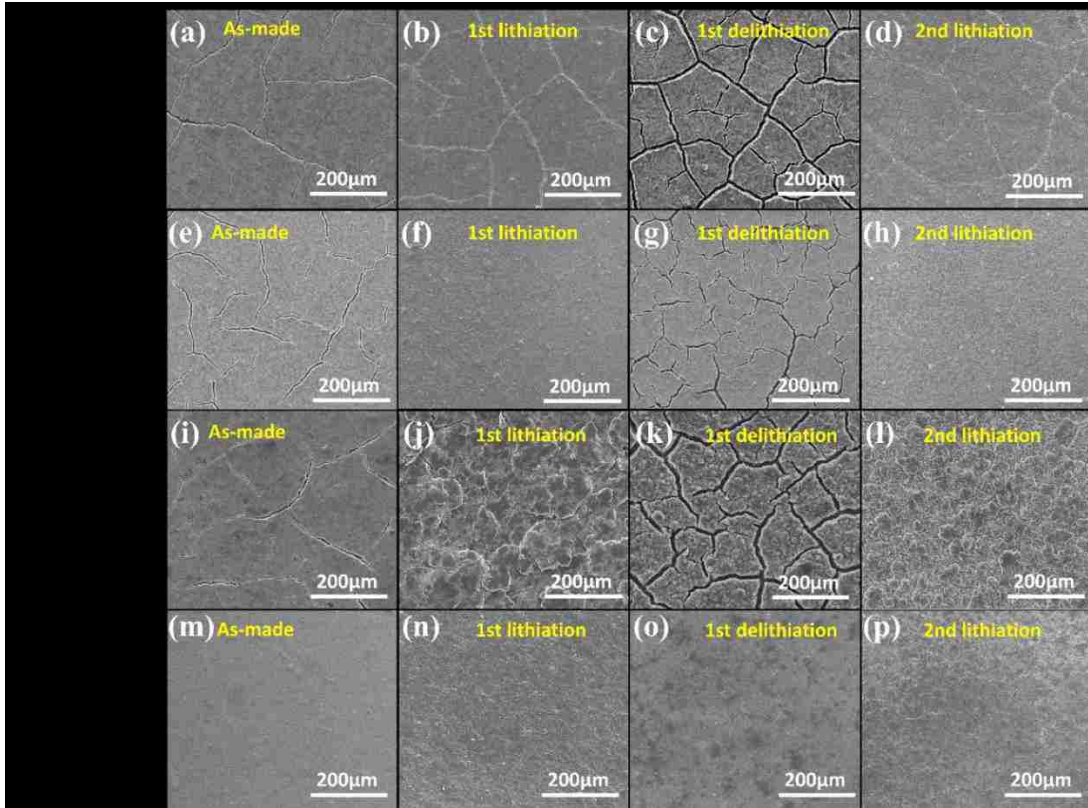 (a) As-made
200µm
(b) 1st lithiation
200µm
(c) 1st delithiation
200µm
(d) 2nd lithiation
200µm
(e) As-made
200µm
(f) 1st lithiation
200µm
(g) 1st delithiation
200µm
(h) 2nd lithiation
200µm
(i) As-made
200µm
(j) 1st lithiation
200µm
(k) 1st delithiation
200µm
(l) 2nd lithiation
200µm
(m) As-made
200µm
(n) 1st lithiation
200µm
(o) 1st delithiation
200µm
(p) 2nd lithiation
200µm